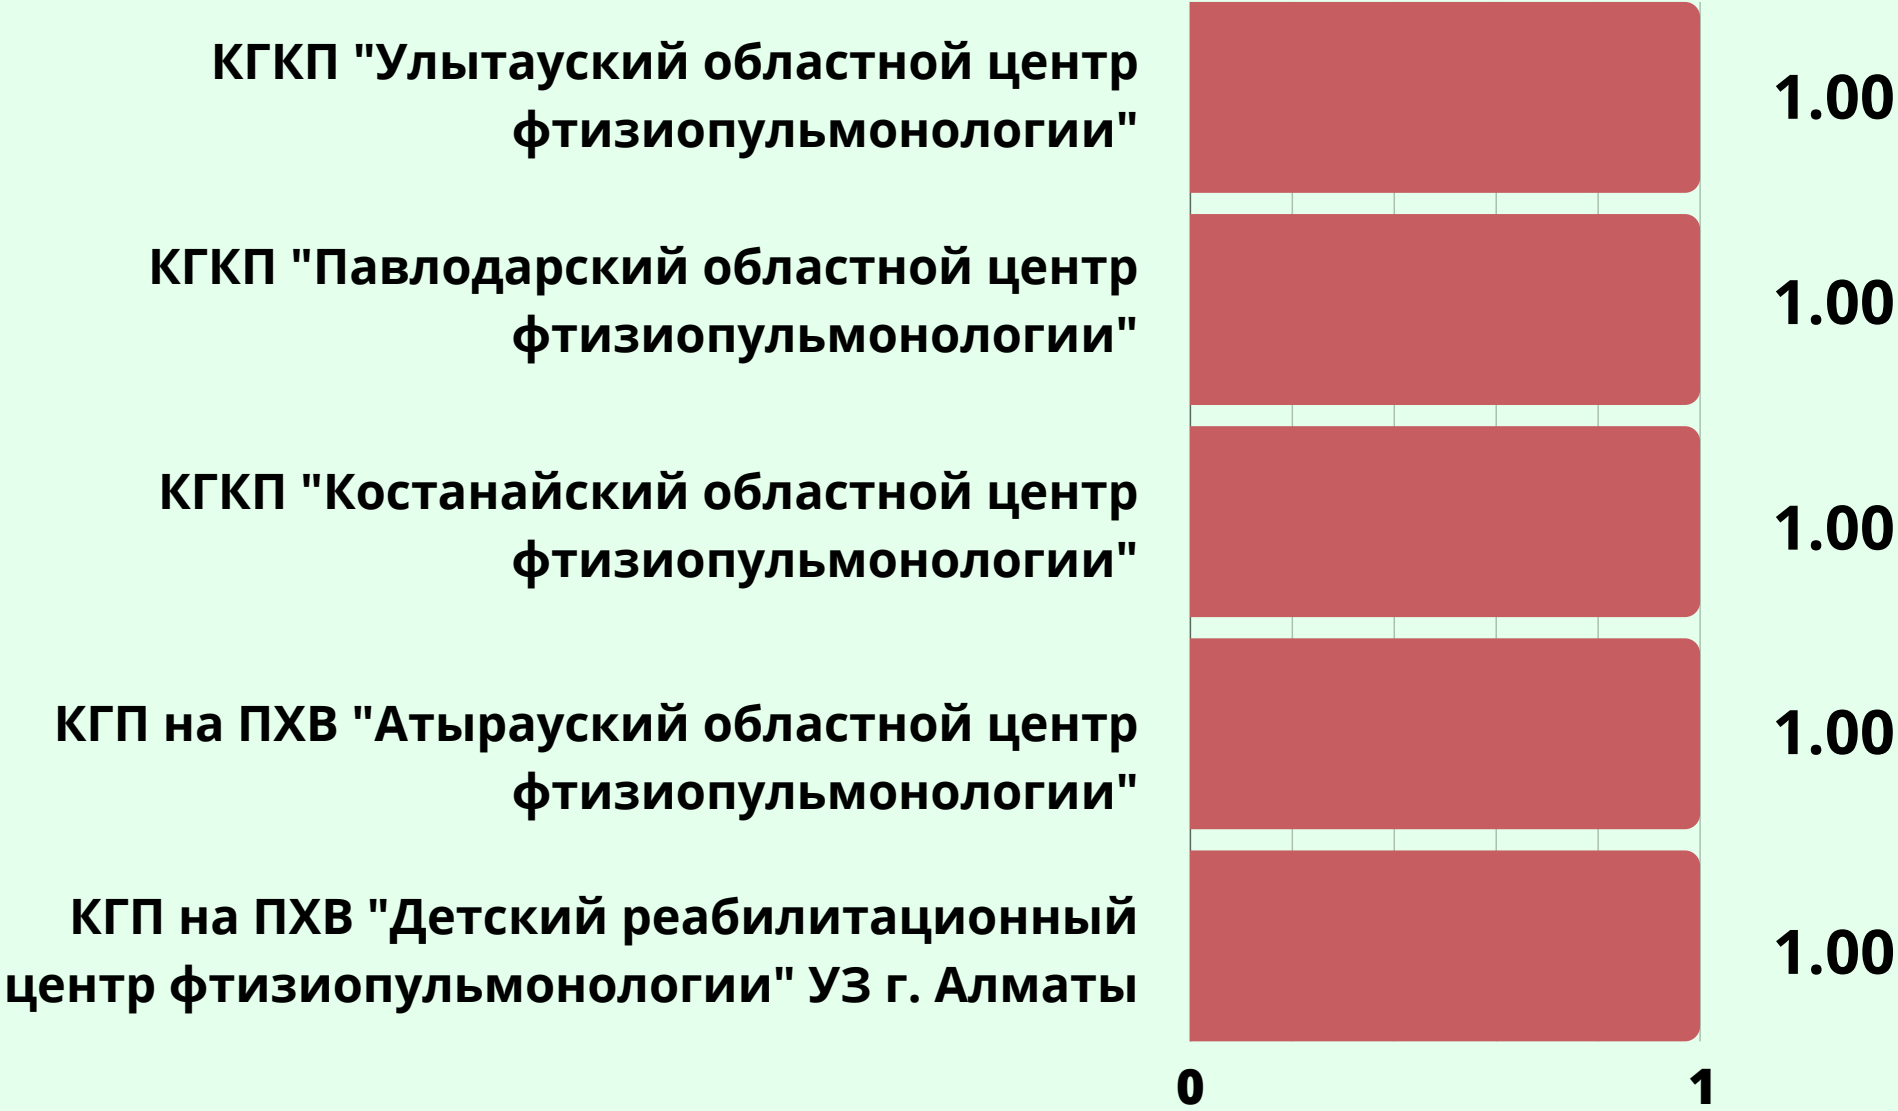 КГКП "Улытауский областной центр
фтизиопульмонологии"
1.00
КГКП "Павлодарский областной центр
фтизиопульмонологии"
1.00
КГКП "Костанайский областной центр
фтизиопульмонологии"
1.00
КГП на ПХВ "Атырауский областной центр
фтизиопульмонологии"
1.00
КГП на ПХВ "Детский реабилитационный
центр фтизиопульмонологии" УЗ г. Алматы
1.00
0 1